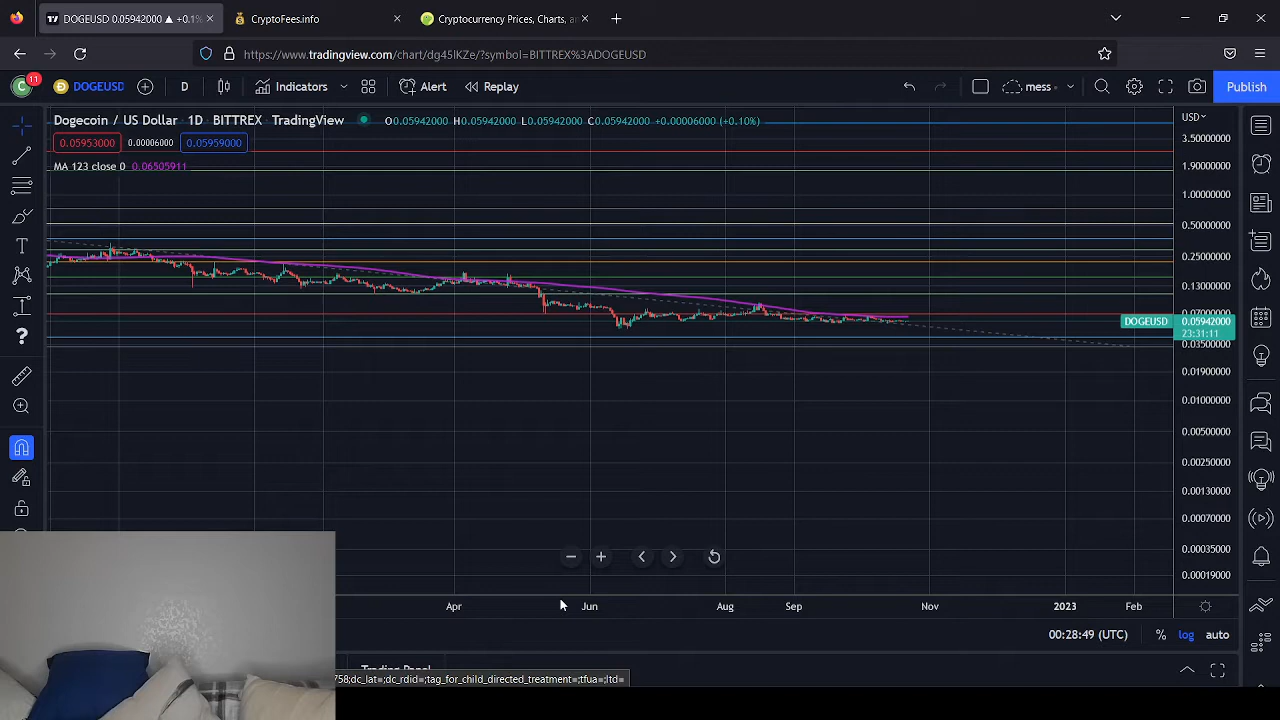 DOGEUSD 0.05942000 ▲ +0.1%
CryptoFees.info
Cryptocurrency Prices, Charts, a
https://www.tradingview.com/chart/dg45lKZe/?symbol=BITTREX%3ADOGEUSD
C 11 DOGEUSD D Indicators Alert Replay mess Publish
Dogecoin / US Dollar 1D BITTREX TradingView O0.05942000 H0.05942000 L0.05942000 C0.05942000 +0.00006000 (+0.10%)
USD
0.05953000 0.00006000 0.05959000
MA 123 close 0 0.06505911
3.50000000
1.90000000
1.00000000
0.50000000
0.25000000
0.13000000
DOGEUSD 0.05942000
23:31:11
0.03500000
0.01900000
0.01000000
0.00500000
0.00250000
0.00130000
0.00070000
0.00035000
0.00019000
Apr Jun Aug Sep Nov 2023 Feb
00:28:49 (UTC) % log auto
758;dc_lat=;dc_rdid=;tag_for_child_directed_treatment=;tfua=;ltd=